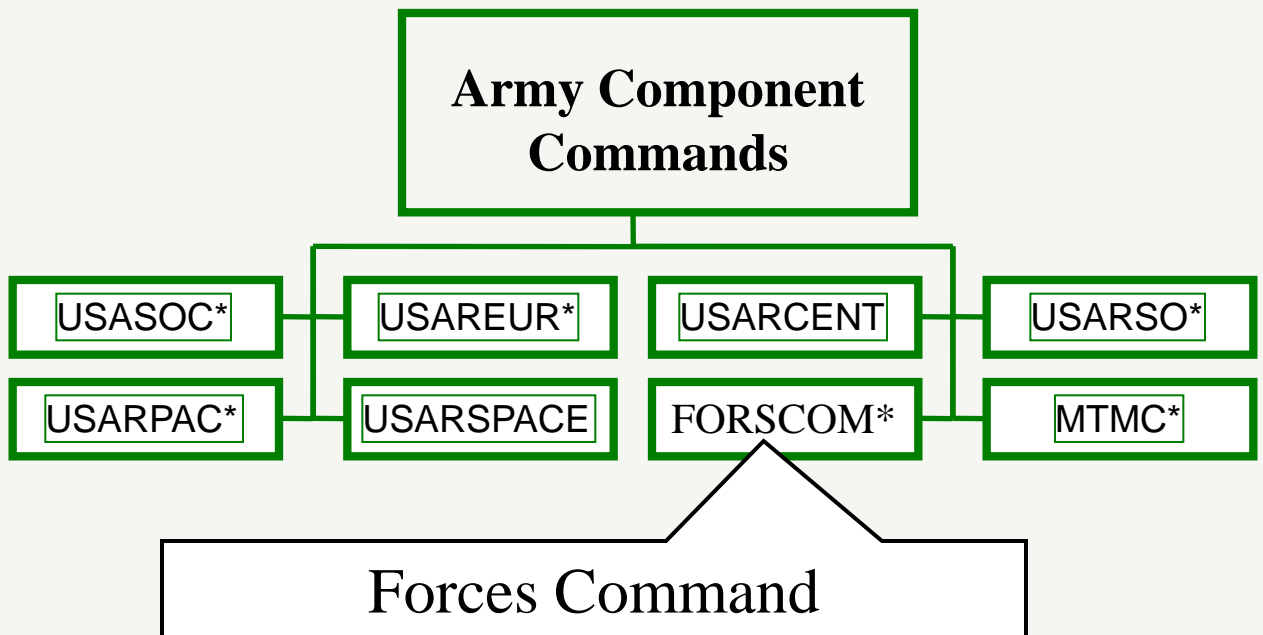 Army Component
Commands
USASOC*
USAREUR*
USARCENT
USARSO*
USARPAC*
USARSPACE
FORSCOM*
MTMC*
Forces Command